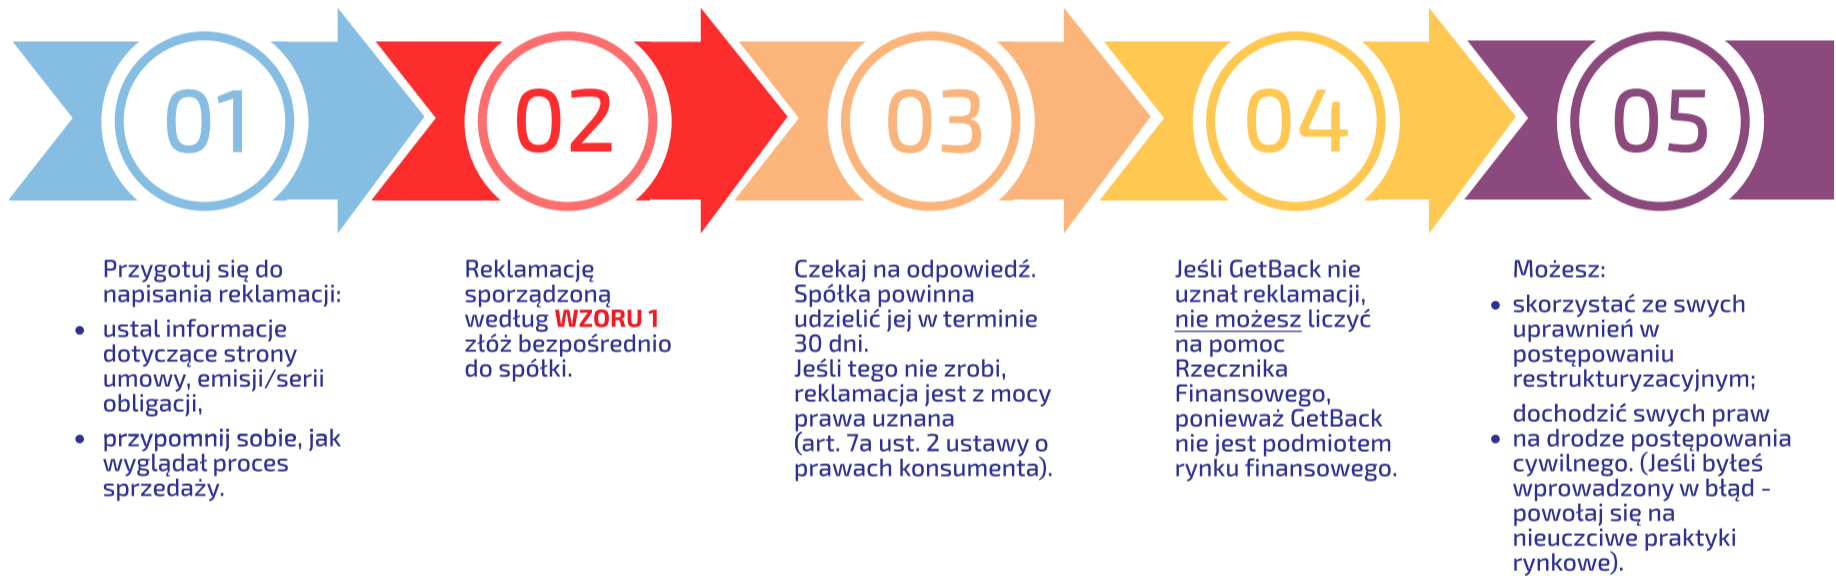 01
Przygotuj się do
napisania reklamacji:
• ustal informacje
dotyczące strony
umowy, emisji/serii
obligacji,
• przypomnij sobie, jak
wyglądał proces
sprzedaży.
02
Reklamację
sporządzoną
według WZORU 1
złóż bezpośrednio
do spółki.
03
Czekaj na odpowiedź.
Spółka powinna
udzielić jej w terminie
30 dni.
Jeśli tego nie zrobi,
reklamacja jest z mocy
prawa uznana
(art. 7a ust. 2 ustawy o
prawach konsumenta).
04
Jeśli GetBack nie
uznał reklamacji,
nie możesz liczyć
na pomoc
Rzecznika
Finansowego,
ponieważ GetBack
nie jest podmiotem
rynku finansowego.
05
Możesz:
• skorzystać ze swych
uprawnień w
postępowaniu
restrukturyzacyjnym;
dochodzić swych praw
• na drodze postępowania
cywilnego. (Jeśli byłeś
wprowadzony w błąd -
powołaj się na
nieuczciwe praktyki
rynkowe).